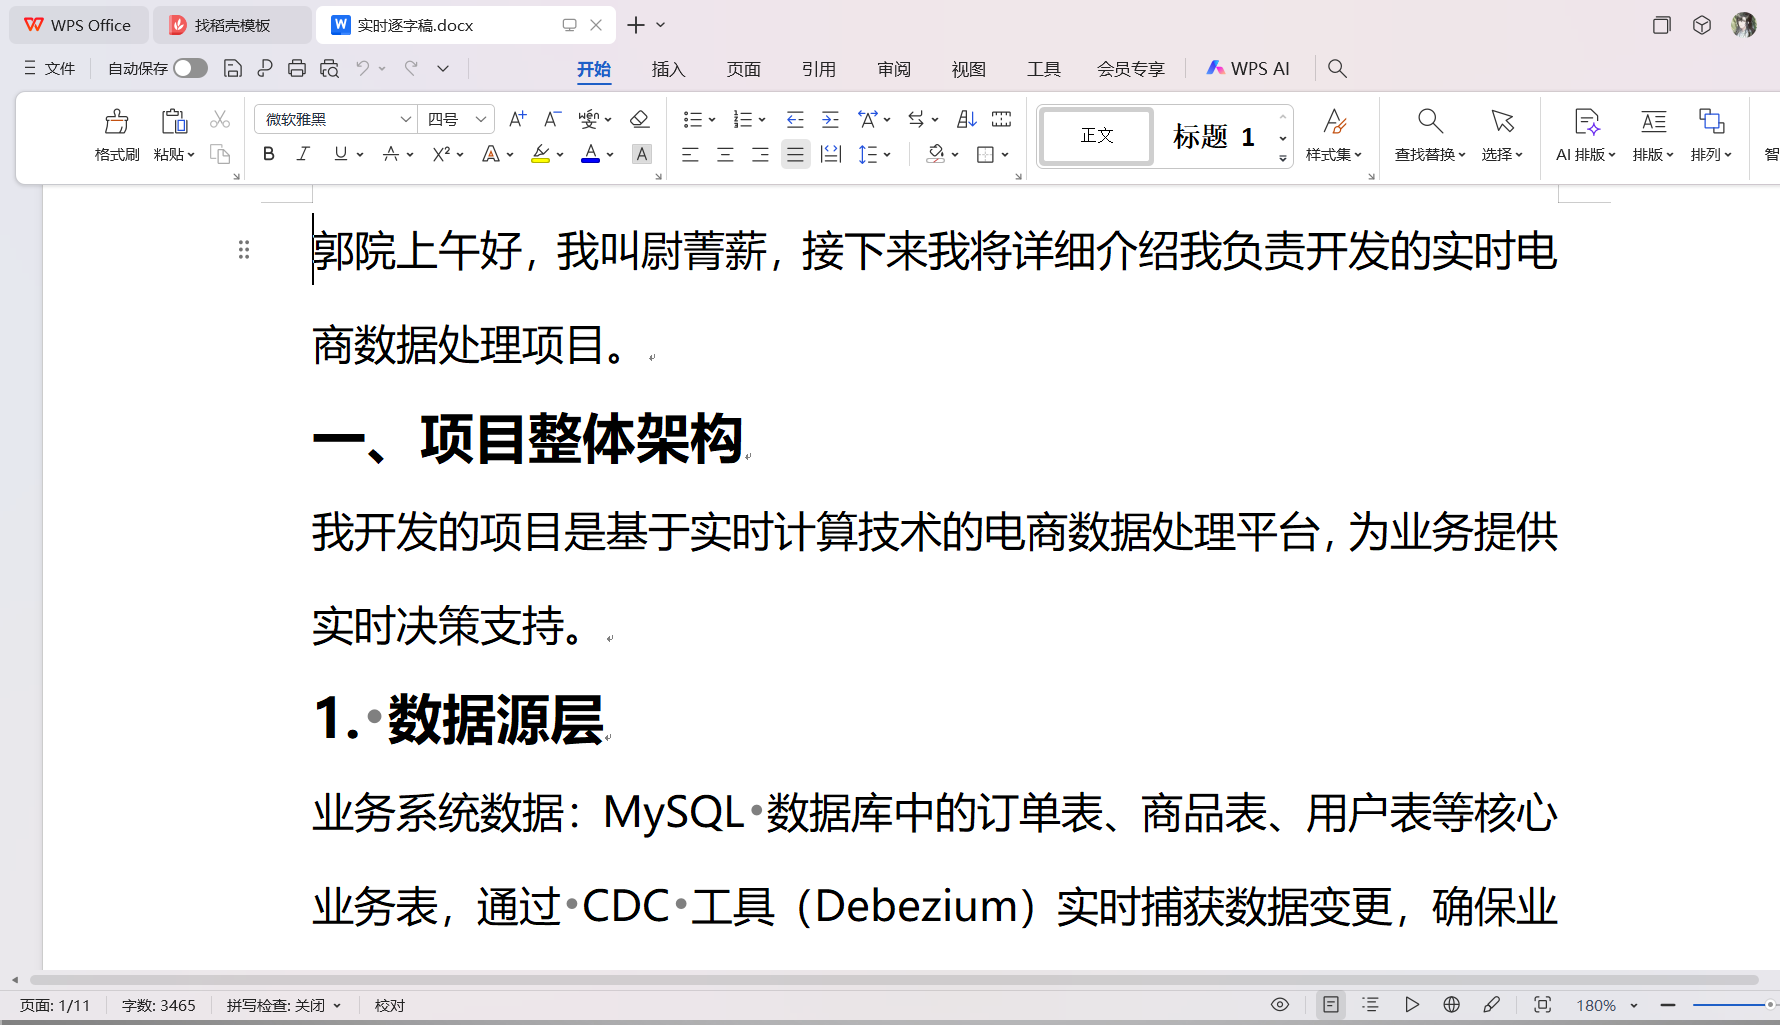 WPS Office
找稻壳模板
实时逐字稿.docx
文件
自动保存
开始
插入
页面
引用
审阅
视图
工具
会员专享
WPS AI
格式刷
粘贴
微软雅黑
四号
正文
标题 1
样式集
查找替换
选择
AI 排版
排版
排列
智
郭院上午好，我叫尉菁薪，接下来我将详细介绍我负责开发的实时电
商数据处理项目。
一、项目整体架构
我开发的项目是基于实时计算技术的电商数据处理平台，为业务提供
实时决策支持。
1. 数据源层
业务系统数据：MySQL 数据库中的订单表、商品表、用户表等核心
业务表，通过 CDC 工具（Debezium）实时捕获数据变更，确保业
页面: 1/11
字数: 3465
拼写检查: 关闭
校对
180%